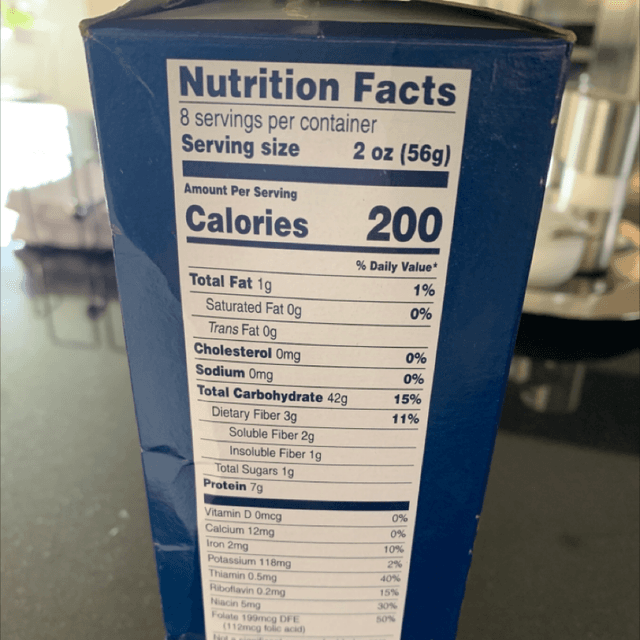 Nutrition Facts
8 servings per container
Serving size 2 oz (56g)
Amount Per Serving
Calories 200
% Daily Value*
Total Fat 1g 1%
Saturated Fat 0g 0%
Trans Fat 0g
Cholesterol 0mg 0%
Sodium 0mg 0%
Total Carbohydrate 42g 15%
Dietary Fiber 3g 11%
Soluble Fiber 2g
Insoluble Fiber 1g
Total Sugars 1g
Protein 7g
Vitamin D 0mcg 0%
Calcium 12mg 0%
Iron 2mg 10%
Potassium 118mg 2%
Thiamin 0.5mg 40%
Riboflavin 0.2mg 15%
Niacin 5mg 30%
Folate 199mcg DFE 50%
(112mcg folic acid)